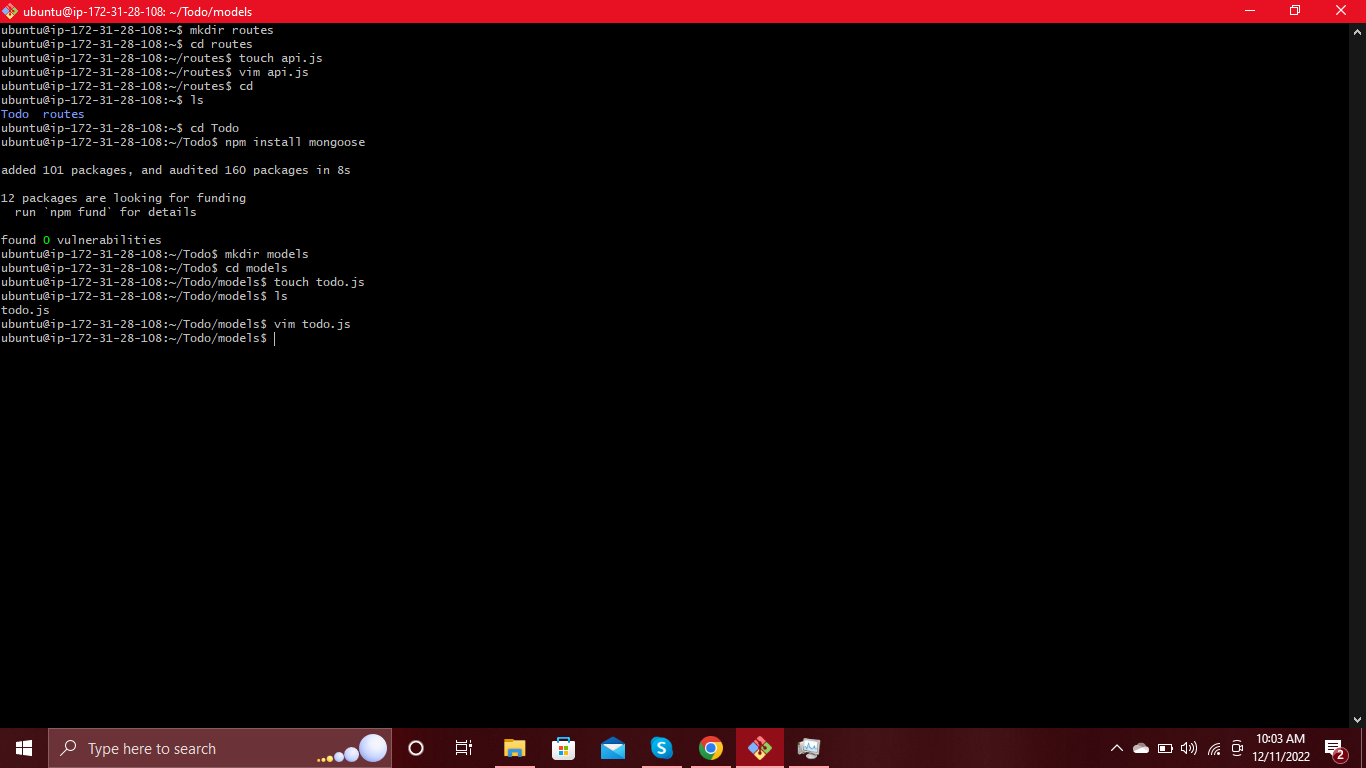 ubuntu@ip-172-31-28-108: ~/Todo/models
ubuntu@ip-172-31-28-108:~$ mkdir routes
ubuntu@ip-172-31-28-108:~$ cd routes
ubuntu@ip-172-31-28-108:~/routes$ touch api.js
ubuntu@ip-172-31-28-108:~/routes$ vim api.js
ubuntu@ip-172-31-28-108:~/routes$ cd
ubuntu@ip-172-31-28-108:~$ ls
Todo  routes
ubuntu@ip-172-31-28-108:~$ cd Todo
ubuntu@ip-172-31-28-108:~/Todo$ npm install mongoose
added 101 packages, and audited 160 packages in 8s
12 packages are looking for funding
  run `npm fund` for details
found 0 vulnerabilities
ubuntu@ip-172-31-28-108:~/Todo$ mkdir models
ubuntu@ip-172-31-28-108:~/Todo$ cd models
ubuntu@ip-172-31-28-108:~/Todo/models$ touch todo.js
ubuntu@ip-172-31-28-108:~/Todo/models$ ls
todo.js
ubuntu@ip-172-31-28-108:~/Todo/models$ vim todo.js
ubuntu@ip-172-31-28-108:~/Todo/models$
Type here to search
S
10:03 AM
12/11/2022
2